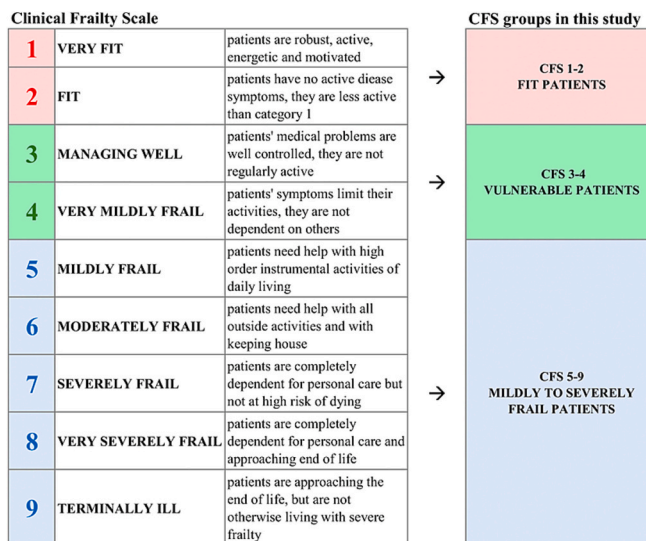 Clinical Frailty Scale
CFS groups in this study
1
VERY FIT
patients are robust, active,
energetic and motivated
2
FIT
patients have no active diease
symptoms, they are less active
than category 1
→
CFS 1-2
FIT PATIENTS
3
MANAGING WELL
patients' medical problems are
well controlled, they are not
regularly active
4
VERY MILDLY FRAIL
patients' symptoms limit their
activities, they are not
dependent on others
→
CFS 3-4
VULNERABLE PATIENTS
5
MILDLY FRAIL
patients need help with high
order instrumental activities of
daily living
6
MODERATELY FRAIL
patients need help with all
outside activities and with
keeping house
7
SEVERELY FRAIL
patients are completely
dependent for personal care but
not at high risk of dying
8
VERY SEVERELY FRAIL
patients are completely
dependent for personal care and
approaching end of life
9
TERMINALLY ILL
patients are approaching the
end of life, but are not
otherwise living with severe
frailty
→
CFS 5-9
MILDLY TO SEVERELY
FRAIL PATIENTS